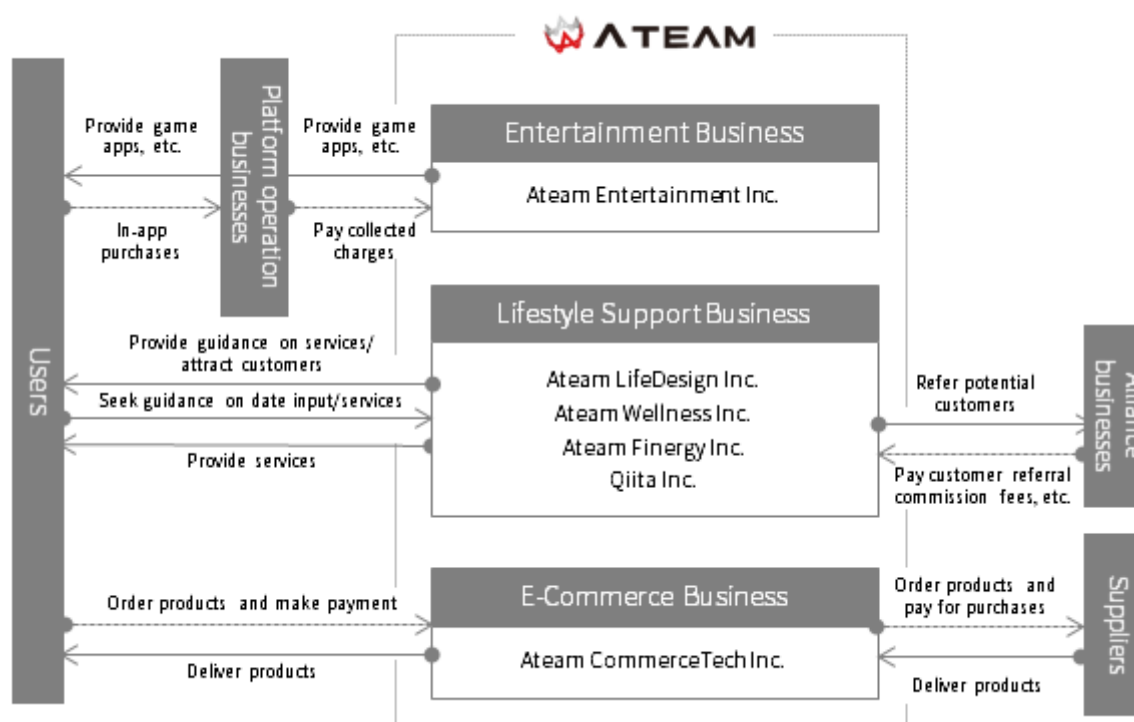 ATEAM
Users
Platform operation
businesses
Provide game
apps, etc.
In-app
purchases
Provide game
apps, etc.
Pay collected
charges
Entertainment Business
Ateam Entertainment Inc.
Provide guidance on services/
attract customers
Seek guidance on date input/services
Provide services
Lifestyle Support Business
Ateam LifeDesign Inc.
Ateam Wellness Inc.
Ateam Finergy Inc.
Qiita Inc.
Refer potential
customers
Pay customer referral
commission fees, etc.
Alliance
businesses
Order products and make payment
Deliver products
E-Commerce Business
Ateam CommerceTech Inc.
Order products and
pay for purchases
Deliver products
Suppliers